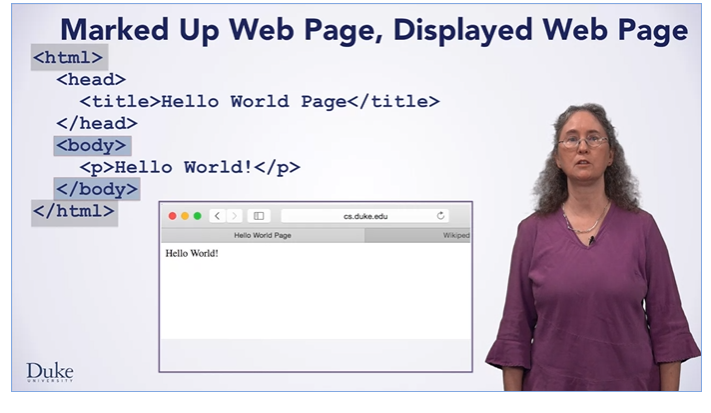 Marked Up Web Page, Displayed Web Page
<html>
<head>
<title>Hello World Page</title>
</head>
<body>
<p>Hello World!</p>
</body>
</html>
cs.duke.edu
Hello World Page
Wikiped
Hello World!
Duke
UNIVERSITY